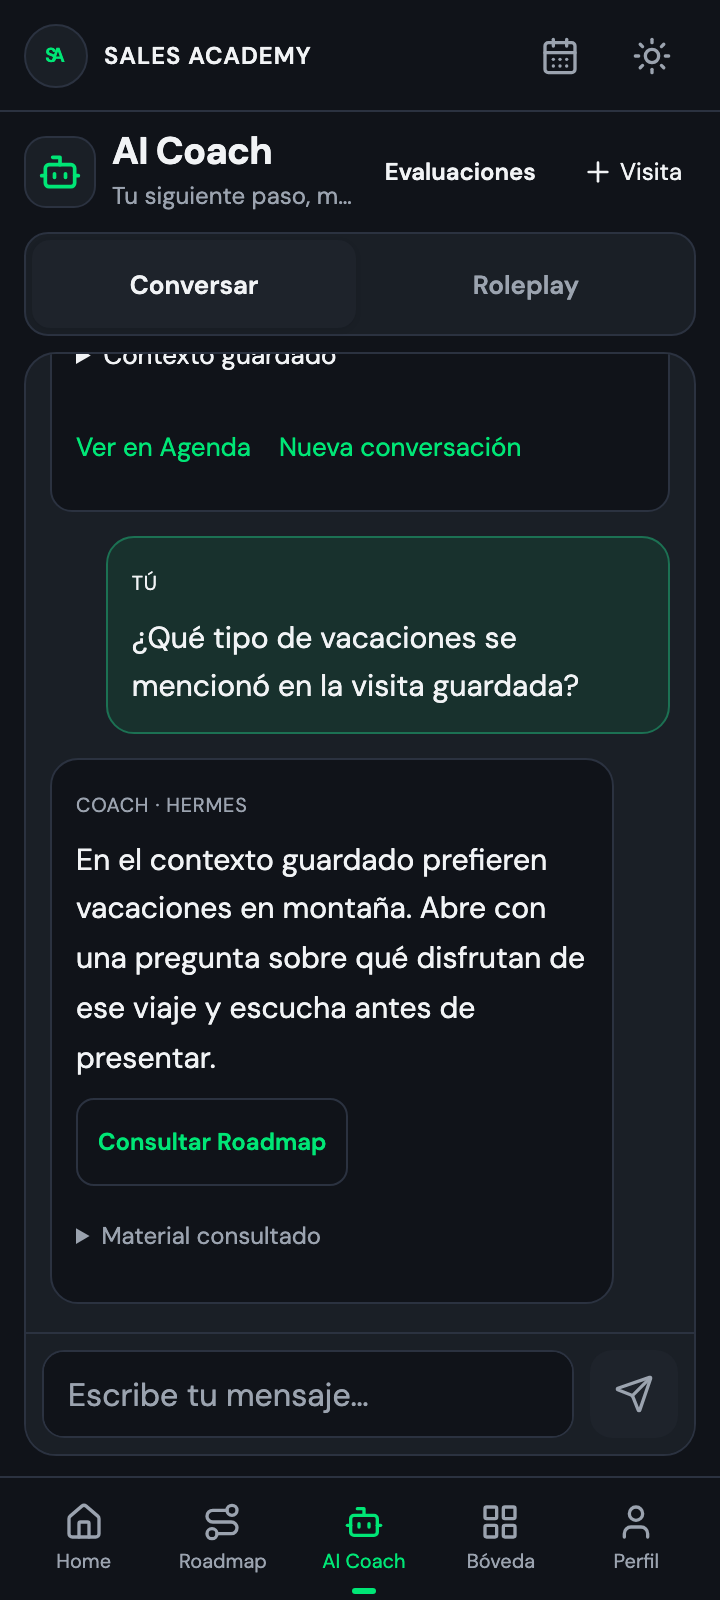 SA
SALES ACADEMY
AI Coach
Tu siguiente paso, m...
Evaluaciones
+ Visita
Conversar
Roleplay
Contexto guardado
Ver en Agenda
Nueva conversación
TÚ
¿Qué tipo de vacaciones se
mencionó en la visita guardada?
COACH · HERMES
En el contexto guardado prefieren
vacaciones en montaña. Abre con
una pregunta sobre qué disfrutan de
ese viaje y escucha antes de
presentar.
Consultar Roadmap
Material consultado
Escribe tu mensaje...
Home
Roadmap
AI Coach
Bóveda
Perfil